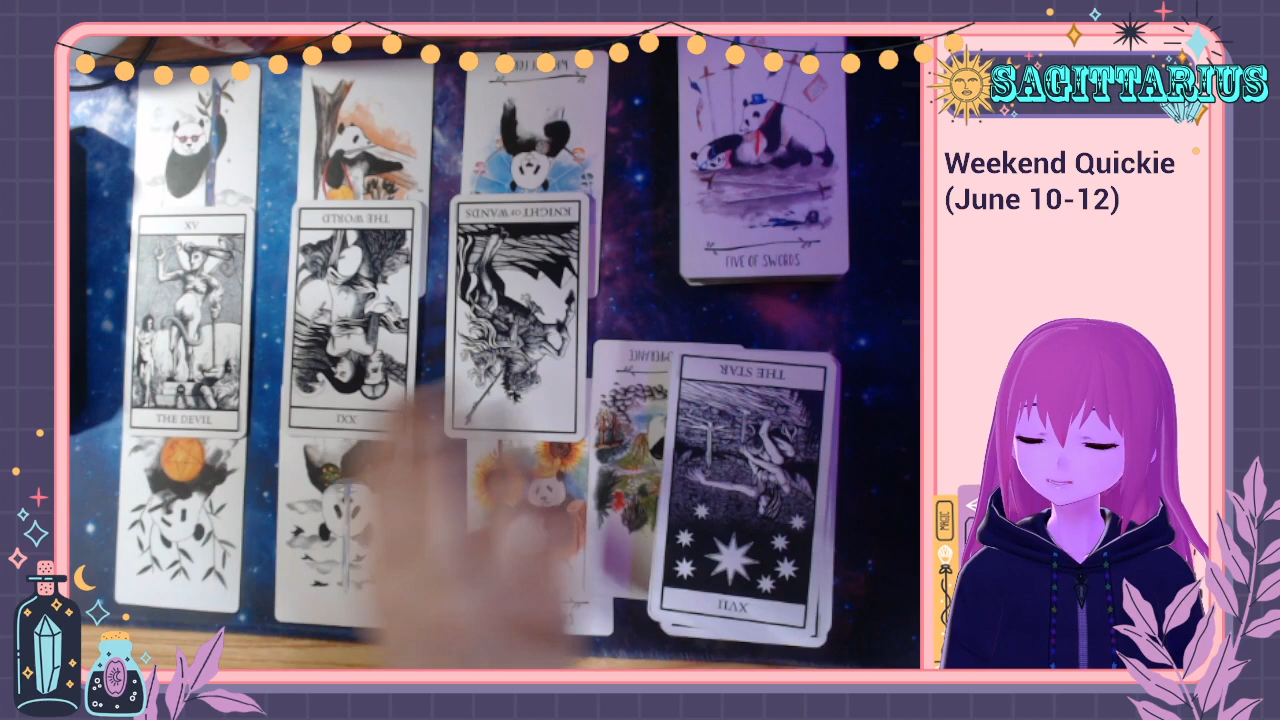 SAGITTARIUS
Weekend Quickie
(June 10-12)
FIVE OF SWORDS
XV
THE DEVIL
THE WORLD
XXI
KNIGHT OF WANDS
THE STAR
XVII
MAGIC